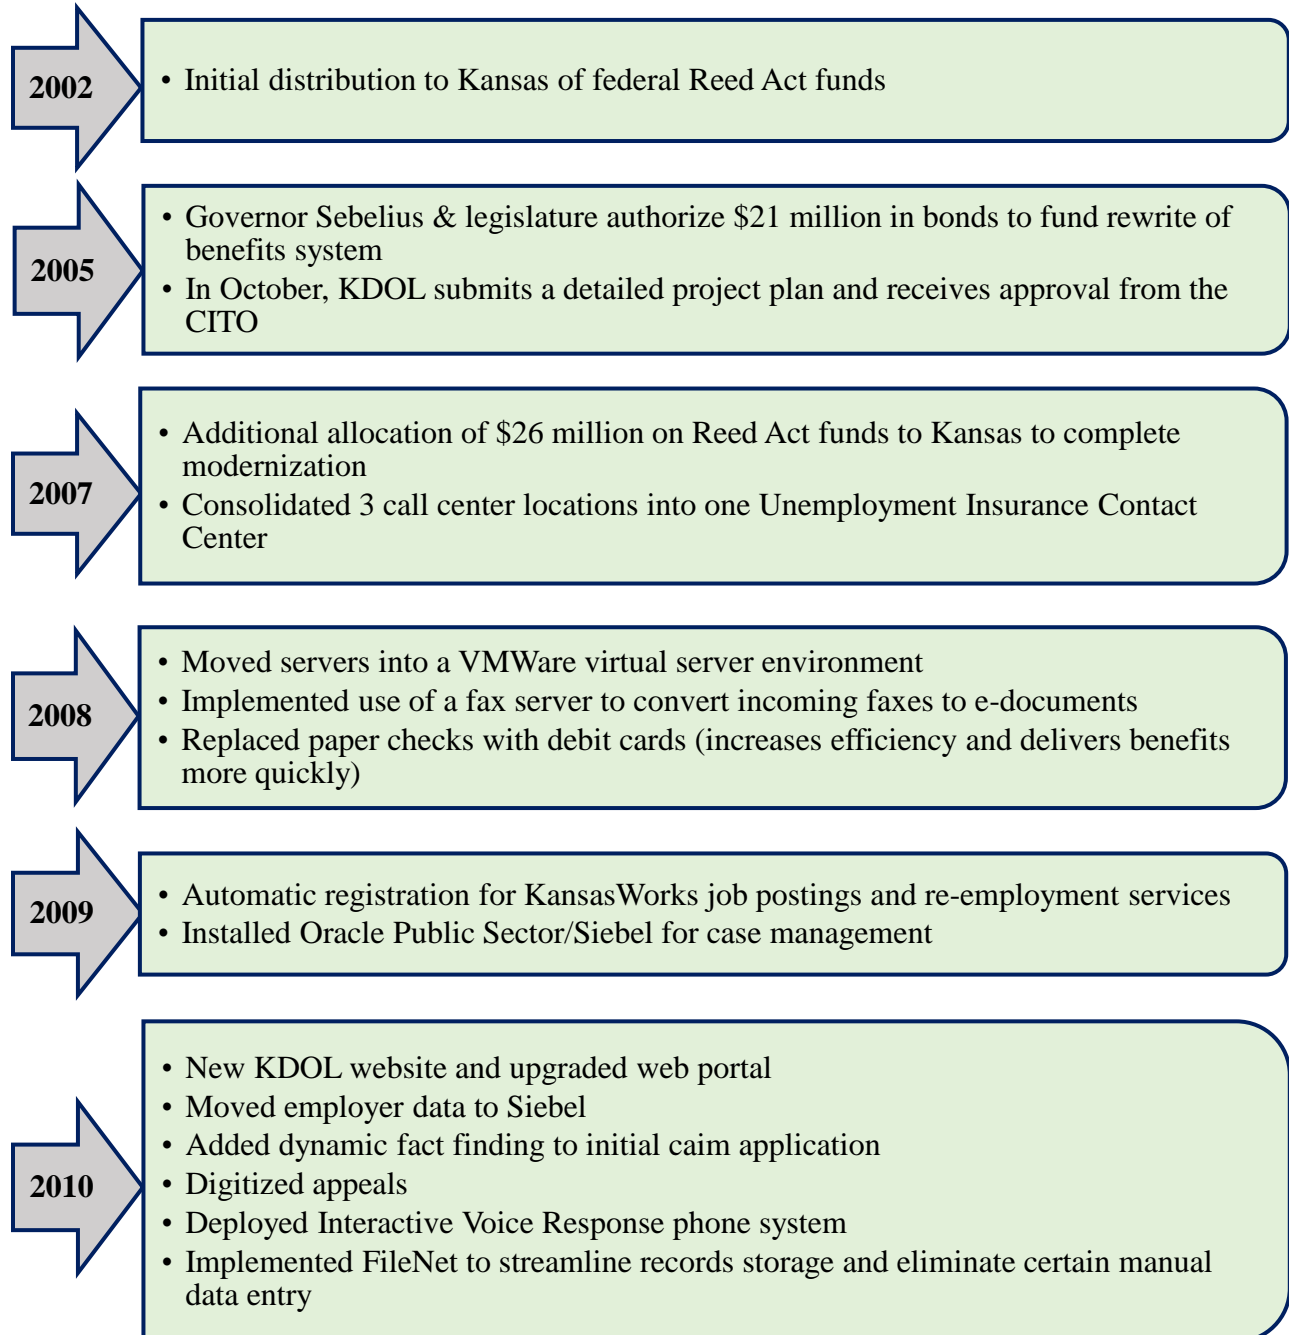 2002
• Initial distribution to Kansas of federal Reed Act funds
2005
• Governor Sebelius & legislature authorize $21 million in bonds to fund rewrite of
benefits system
• In October, KDOL submits a detailed project plan and receives approval from the
CITO
2007
• Additional allocation of $26 million on Reed Act funds to Kansas to complete
modernization
• Consolidated 3 call center locations into one Unemployment Insurance Contact
Center
2008
• Moved servers into a VMWare virtual server environment
• Implemented use of a fax server to convert incoming faxes to e-documents
• Replaced paper checks with debit cards (increases efficiency and delivers benefits
more quickly)
2009
• Automatic registration for KansasWorks job postings and re-employment services
• Installed Oracle Public Sector/Siebel for case management
2010
• New KDOL website and upgraded web portal
• Moved employer data to Siebel
• Added dynamic fact finding to initial caim application
• Digitized appeals
• Deployed Interactive Voice Response phone system
• Implemented FileNet to streamline records storage and eliminate certain manual
data entry